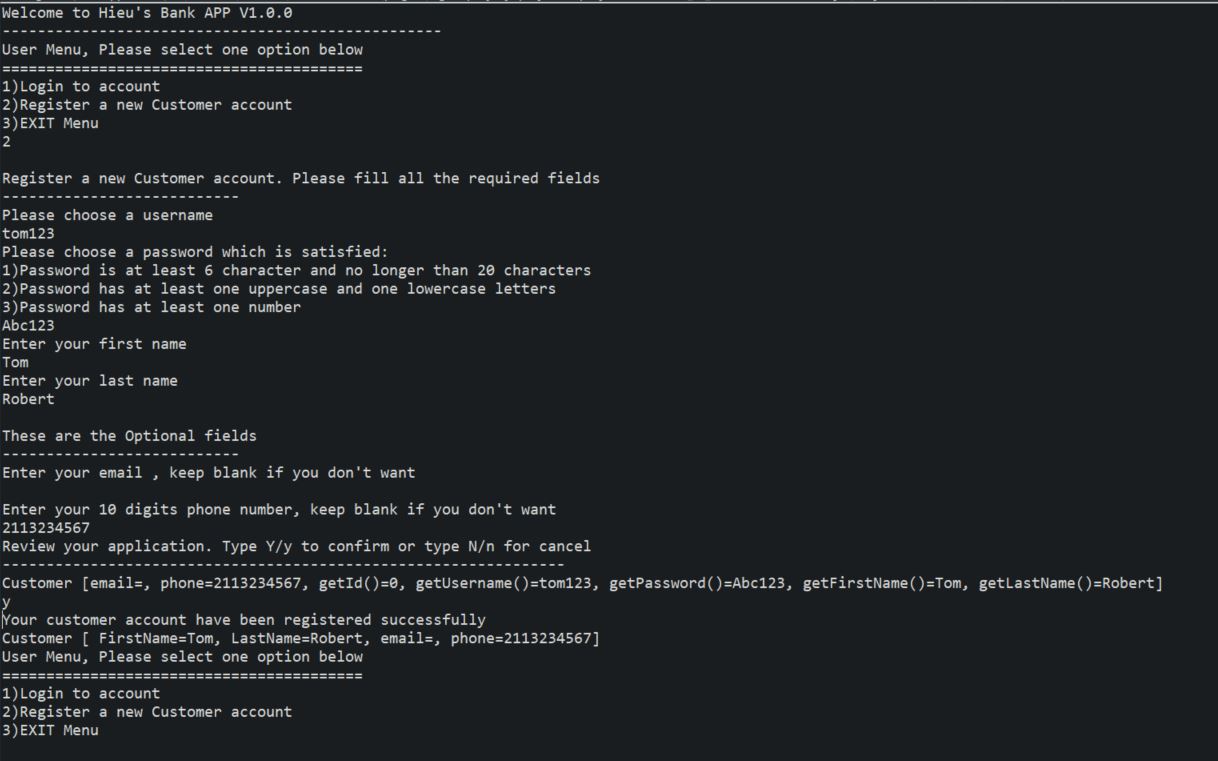 Welcome to Hieu's Bank APP V1.0.0
--------------------------------------------------
User Menu, Please select one option below
=========================================
1)Login to account
2)Register a new Customer account
3)EXIT Menu
2
Register a new Customer account. Please fill all the required fields
---------------------------
Please choose a username
tom123
Please choose a password which is satisfied:
1)Password is at least 6 character and no longer than 20 characters
2)Password has at least one uppercase and one lowercase letters
3)Password has at least one number
Abc123
Enter your first name
Tom
Enter your last name
Robert
These are the Optional fields
---------------------------
Enter your email , keep blank if you don't want
Enter your 10 digits phone number, keep blank if you don't want
2113234567
Review your application. Type Y/y to confirm or type N/n for cancel
----------------------------------------------------------------
Customer [email=, phone=2113234567, getId()=0, getUsername()=tom123, getPassword()=Abc123, getFirstName()=Tom, getLastName()=Robert]
y
Your customer account have been registered successfully
Customer [ FirstName=Tom, LastName=Robert, email=, phone=2113234567]
User Menu, Please select one option below
=========================================
1)Login to account
2)Register a new Customer account
3)EXIT Menu